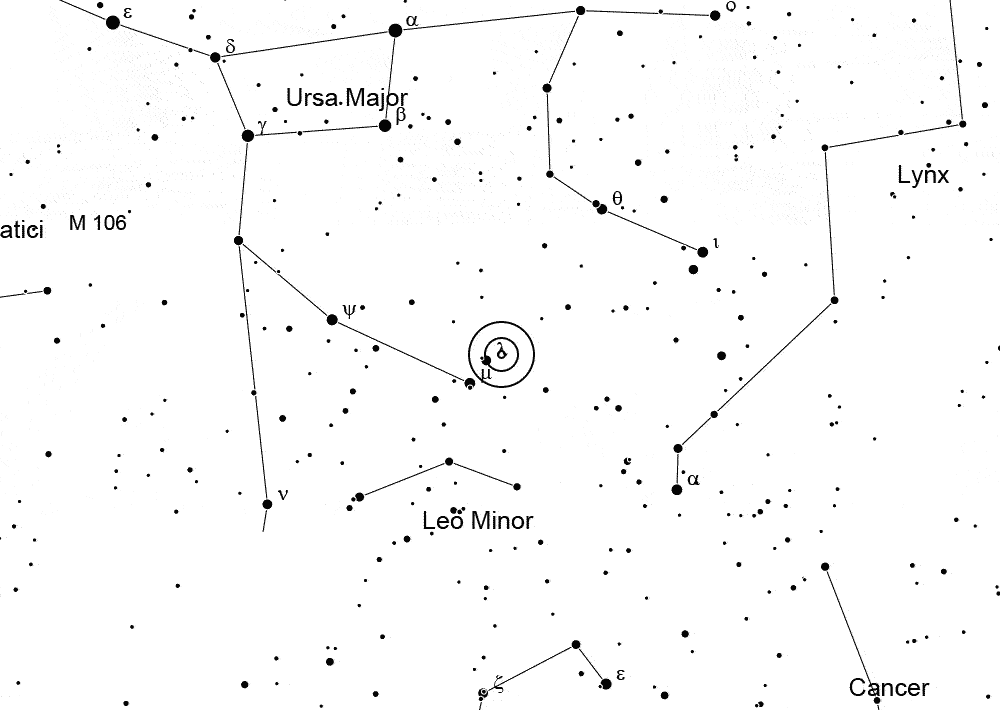 ε
α
ο
δ
Ursa Major
γ
β
Lynx
θ
M 106
atici
ι
ψ
λ
μ
α
ν
Leo Minor
ε
ζ
Cancer